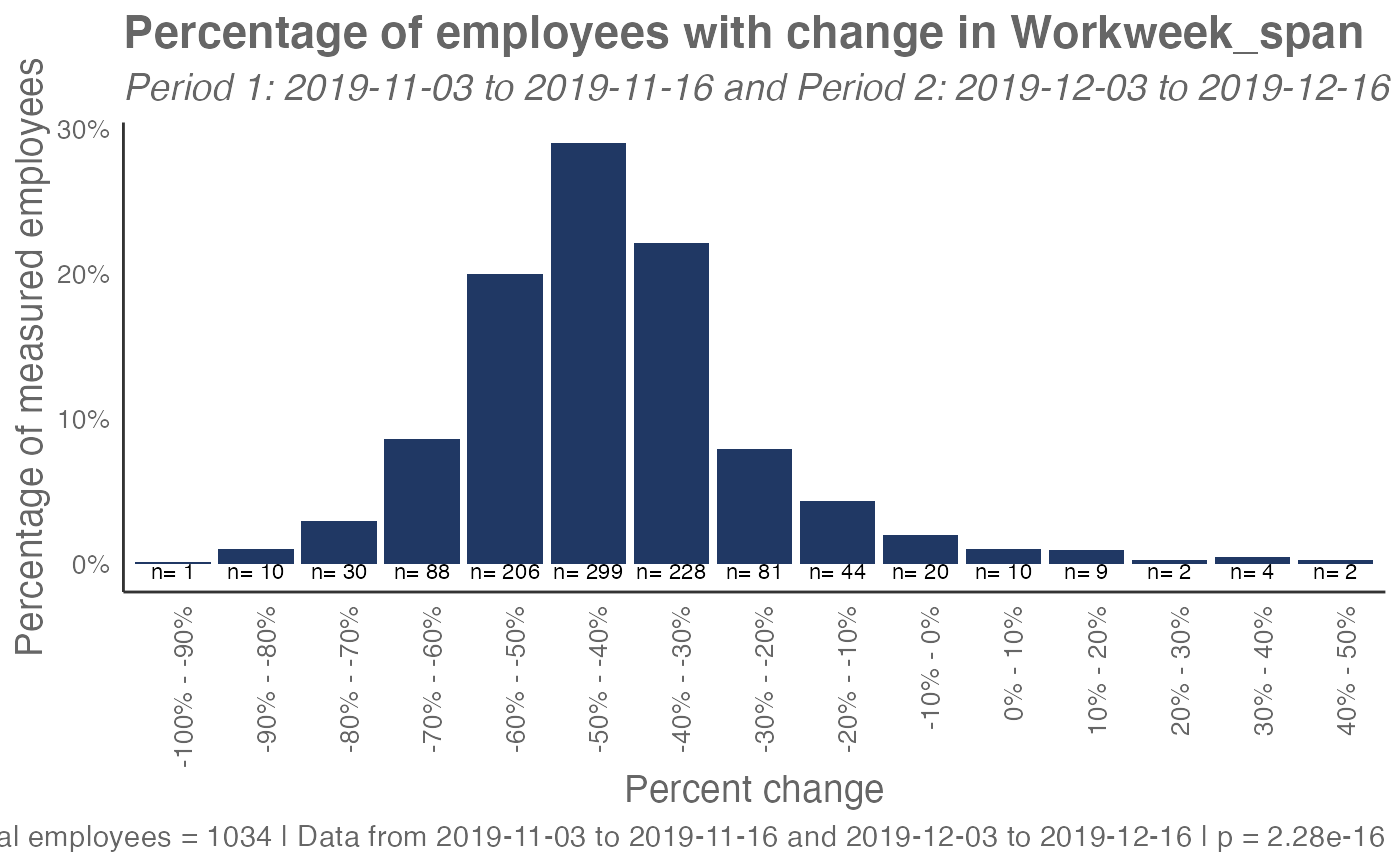 Percentage of employees with change in Workweek_span
Period 1: 2019-11-03 to 2019-11-16 and Period 2: 2019-12-03 to 2019-12-16
Percentage of measured employees
30%
20%
10%
0%
n= 1 n= 10 n= 30 n= 88 n= 206 n= 299 n= 228 n= 81 n= 44 n= 20 n= 10 n= 9 n= 2 n= 4 n= 2
-100% - -90%
-90% - -80%
-80% - -70%
-70% - -60%
-60% - -50%
-50% - -40%
-40% - -30%
-30% - -20%
-20% - -10%
-10% - 0%
0% - 10%
10% - 20%
20% - 30%
30% - 40%
40% - 50%
Percent change
employees = 1034 | Data from 2019-11-03 to 2019-11-16 and 2019-12-03 to 2019-12-16 | p = 2.28e-16